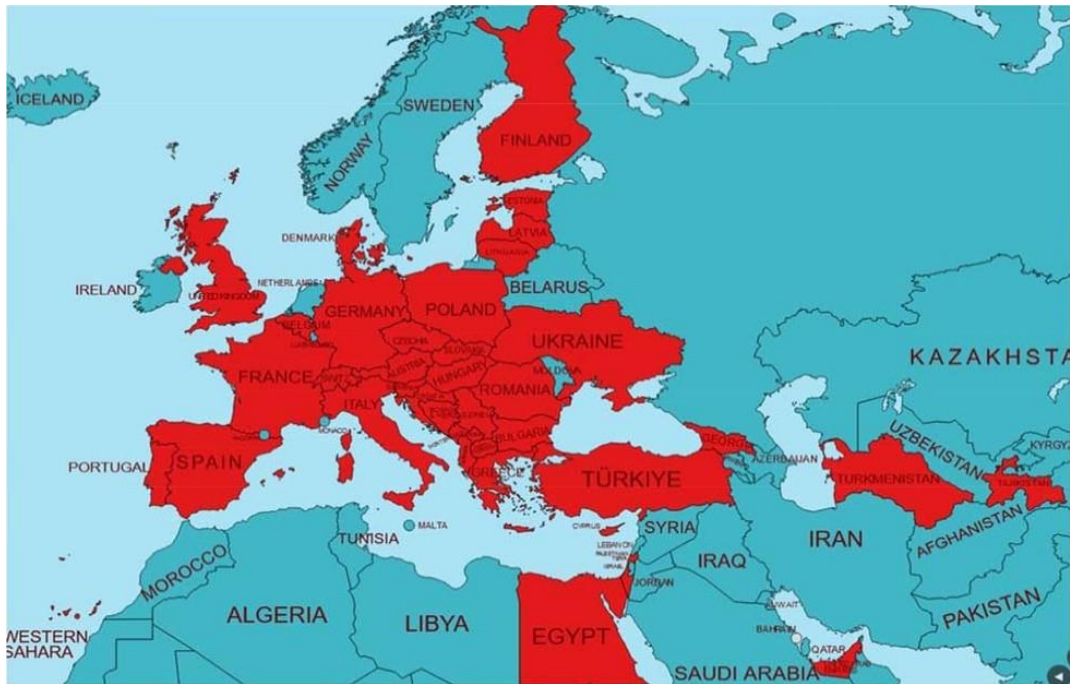 ICELAND
SWEDEN
NORWAY
FINLAND
ESTONIA
LATVIA
LITHUANIA
DENMARK
IRELAND
UNITED KINGDOM
NETHERLANDS
BELARUS
GERMANY
POLAND
BELGIUM
LUXEMBOURG
CZECHIA
UKRAINE
SLOVAKIA
KAZAKHSTA
FRANCE
AUSTRIA
HUNGARY
MOLDOVA
ROMANIA
ITALY
MONACO
BULGARIA
GEORGIA
AZERBAIJAN
UZBEKISTAN
KYRGYZ
PORTUGAL
SPAIN
GREECE
TÜRKIYE
TURKMENISTAN
TAJIKISTAN
MALTA
TUNISIA
CYPRUS
SYRIA
LEBANON
ISRAEL
IRAQ
IRAN
AFGHANISTAN
JORDAN
MOROCCO
ALGERIA
LIBYA
EGYPT
KUWAIT
BAHRAIN
QATAR
PAKISTAN
WESTERN
SAHARA
SAUDI ARABIA